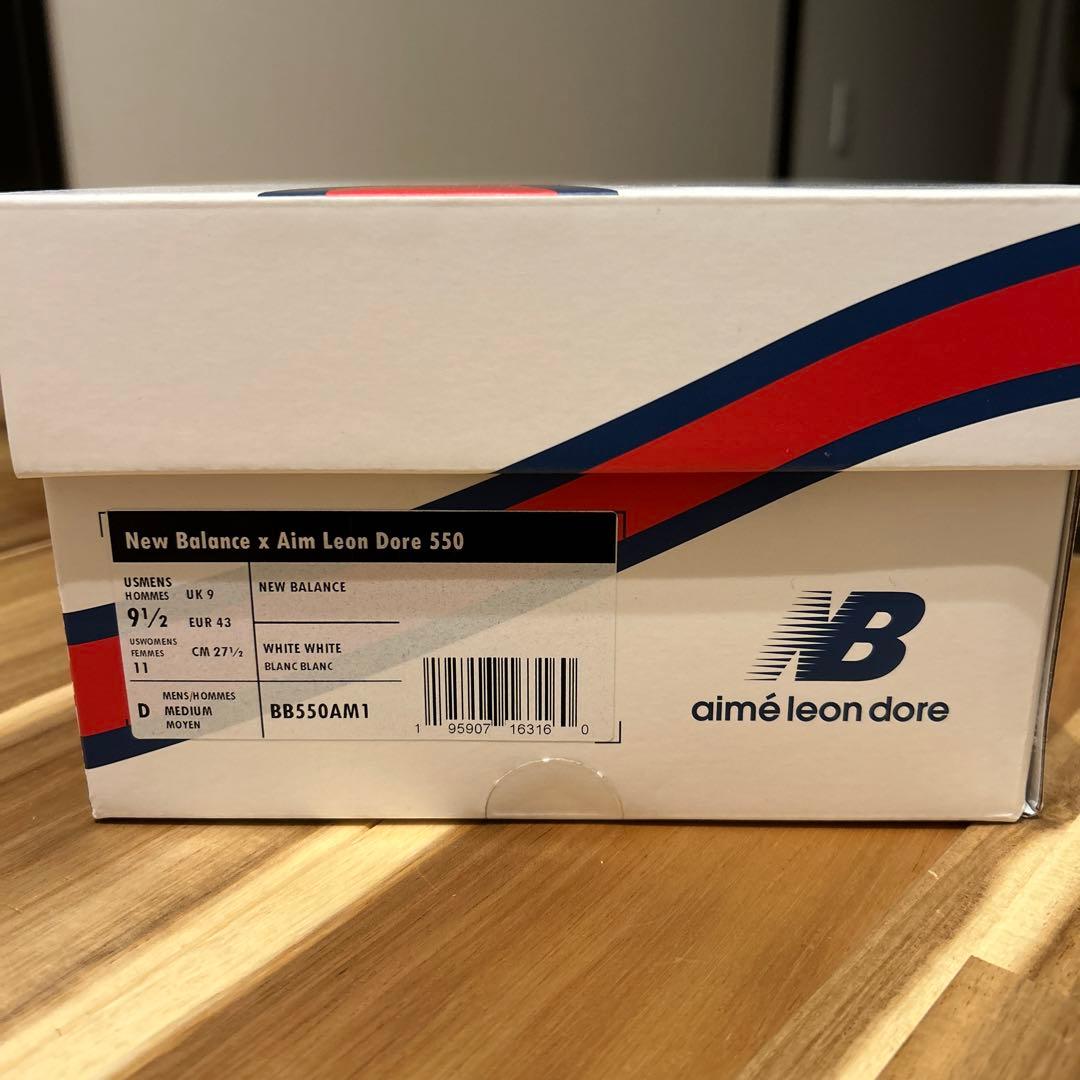 New Balance x Aim Leon Dore 550
USMENS
HOMMES
9½
USWOMENS
FEMMES
11
UK 9
EUR 43
CM 27½
NEW BALANCE
WHITE WHITE
BLANC BLANC
D
MENS/HOMMES
MEDIUM
MOYEN
BB550AM1
1 95907 16316 0
NB
aimé leon dore